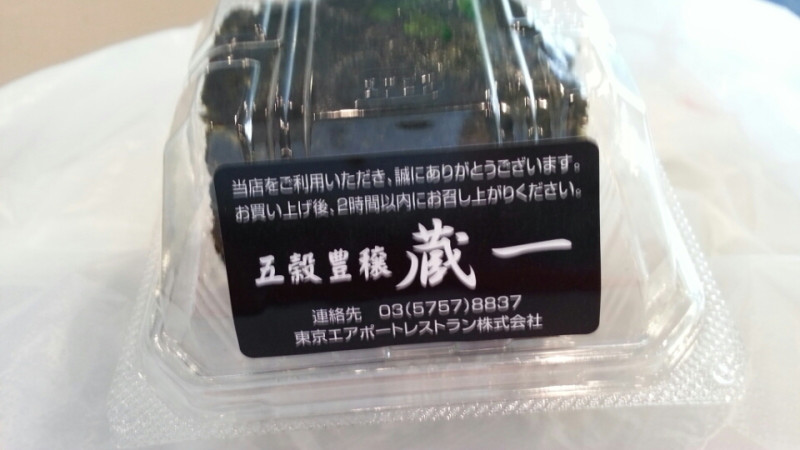 当店をご利用いただき、誠にありがとうございます。
お買い上げ後、2時間以内にお召し上がりください。
五穀豊穣 蔵一
連絡先 03(5757)8837
東京エアポートレストラン株式会社